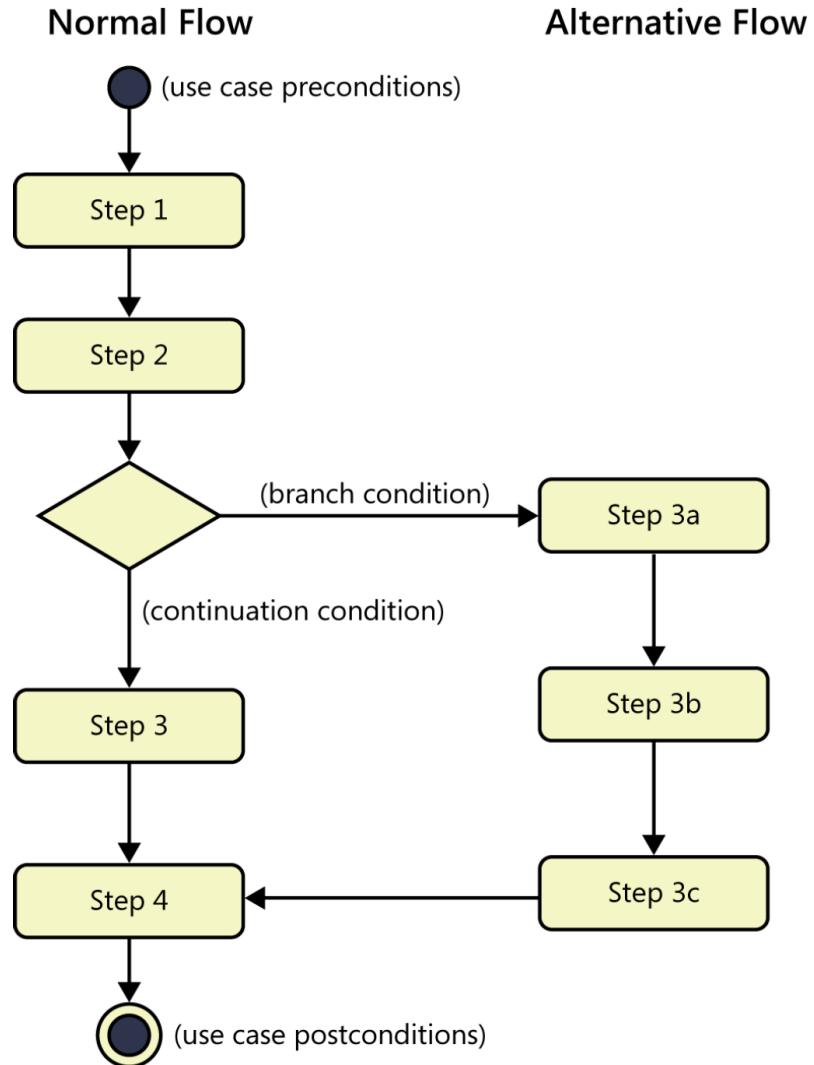 Normal Flow
Alternative Flow
(use case preconditions)
Step 1
Step 2
(branch condition)
Step 3a
(continuation condition)
Step 3b
Step 3
Step 3c
Step 4
(use case postconditions)